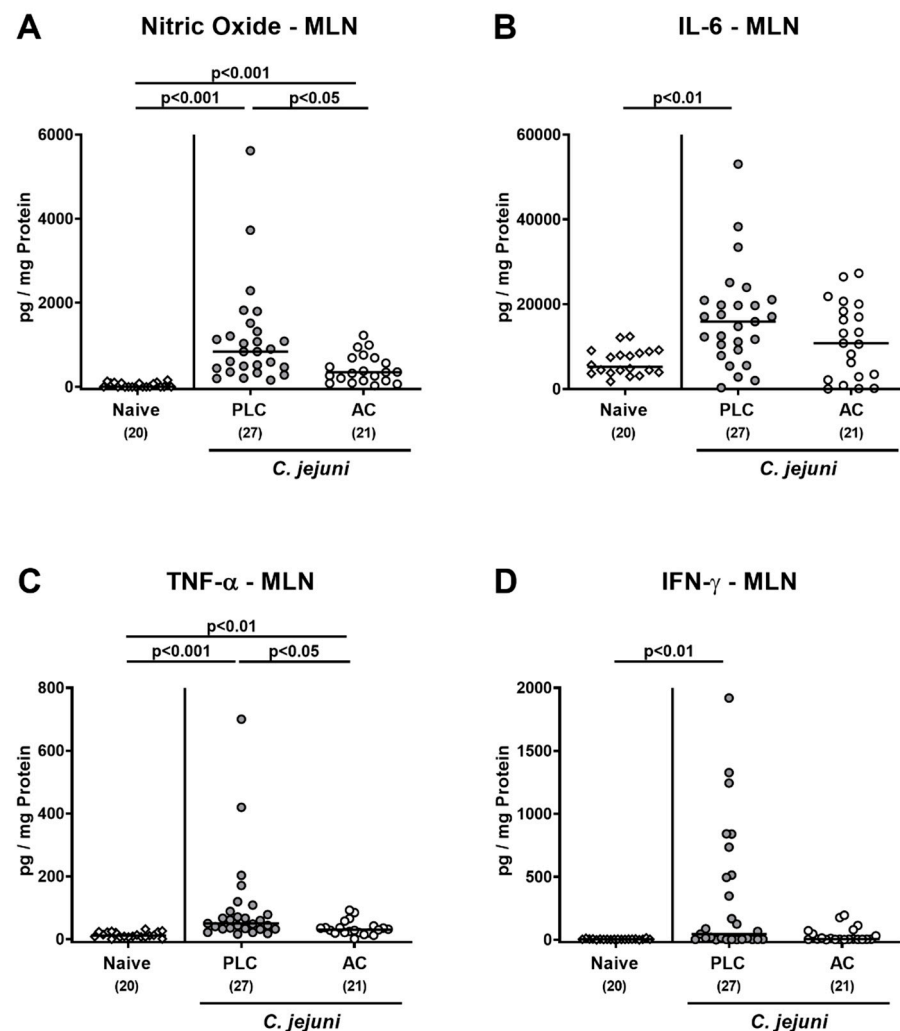 A
Nitric Oxide - MLN
p<0.001
p<0.001
p<0.05
pg / mg Protein
6000
4000
2000
0
Naive
PLC
AC
(20)
(27)
(21)
C. jejuni
B
IL-6 - MLN
p<0.01
pg / mg Protein
60000
40000
20000
0
Naive
PLC
AC
(20)
(27)
(21)
C. jejuni
C
TNF-α - MLN
p<0.01
p<0.001
p<0.05
pg / mg Protein
800
600
400
200
0
Naive
PLC
AC
(20)
(27)
(21)
C. jejuni
D
IFN-γ - MLN
p<0.01
pg / mg Protein
2000
1500
1000
500
0
Naive
PLC
AC
(20)
(27)
(21)
C. jejuni